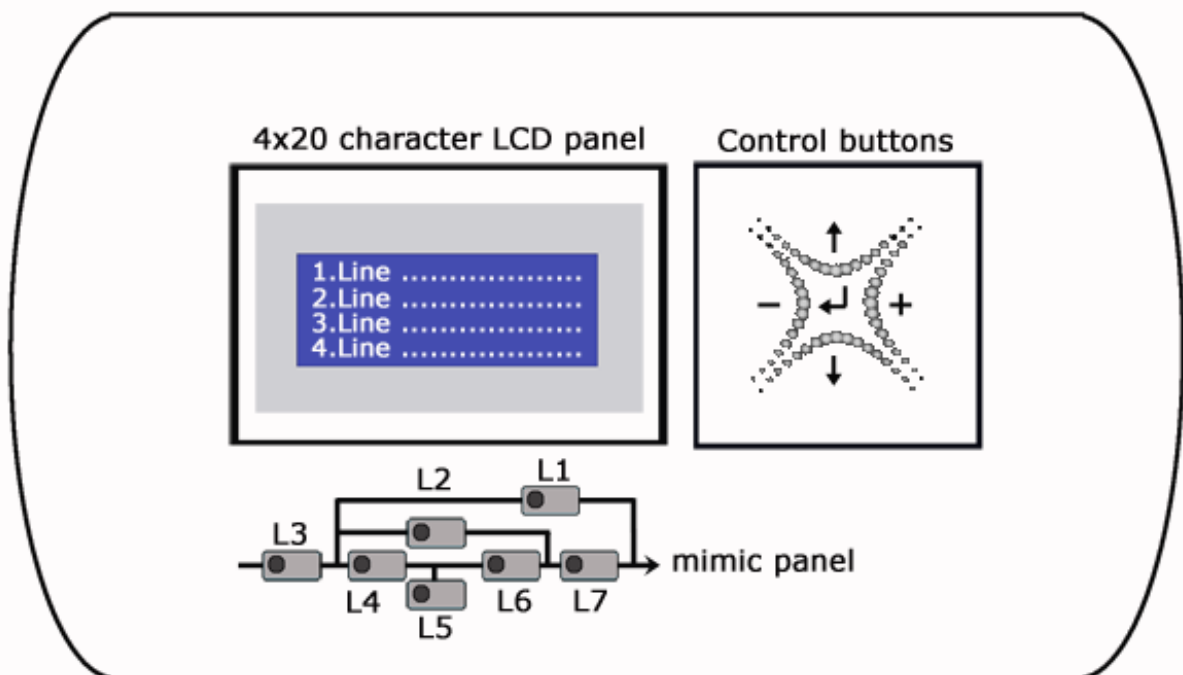 4x20 character LCD panel
Control buttons
1.Line ...................
2.Line ...................
3.Line ...................
4.Line ...................
- +
L1
L2
L3
mimic panel
L4
L6
L7
L5